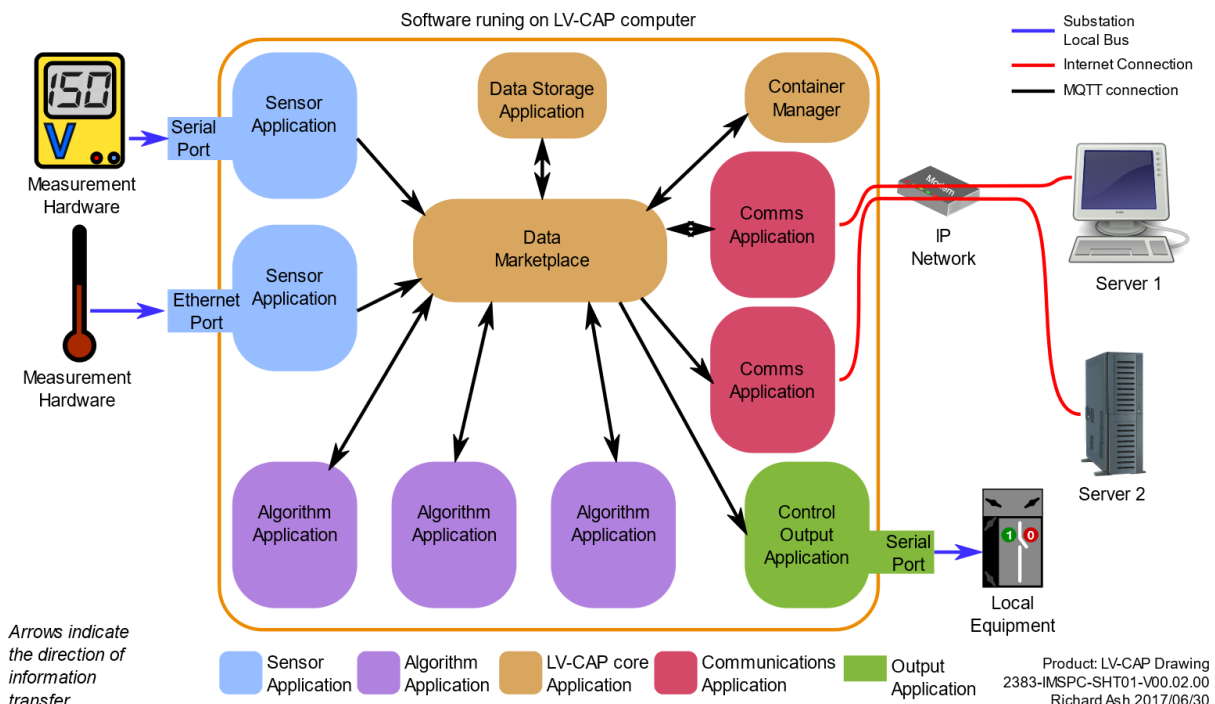 Software runing on LV-CAP computer
Substation
Local Bus
Internet Connection
MQTT connection
150
V
Measurement
Hardware
Serial
Port
Sensor
Application
Data Storage
Application
Container
Manager
Comms
Application
Modem
IP
Network
Server 1
Data
Marketplace
Measurement
Hardware
Ethernet
Port
Sensor
Application
Comms
Application
Server 2
Algorithm
Application
Algorithm
Application
Algorithm
Application
Control
Output
Application
Serial
Port
1 0
Local
Equipment
Arrows indicate
the direction of
information
transfer
Sensor
Application
Algorithm
Application
LV-CAP core
Application
Communications
Application
Output
Application
Product: LV-CAP Drawing
2383-IMSPC-SHT01-V00.02.00
Richard Ash 2017/06/30